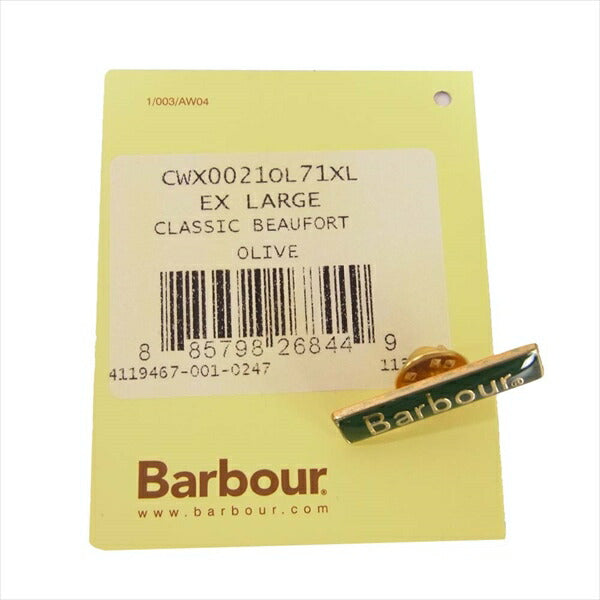 1/003/AW04
CWX0021OL71XL
EX LARGE
CLASSIC BEAUFORT
OLIVE
8 85798 26844 9
4119467-001-0247
Barbour®
Barbour®
www.barbour.com